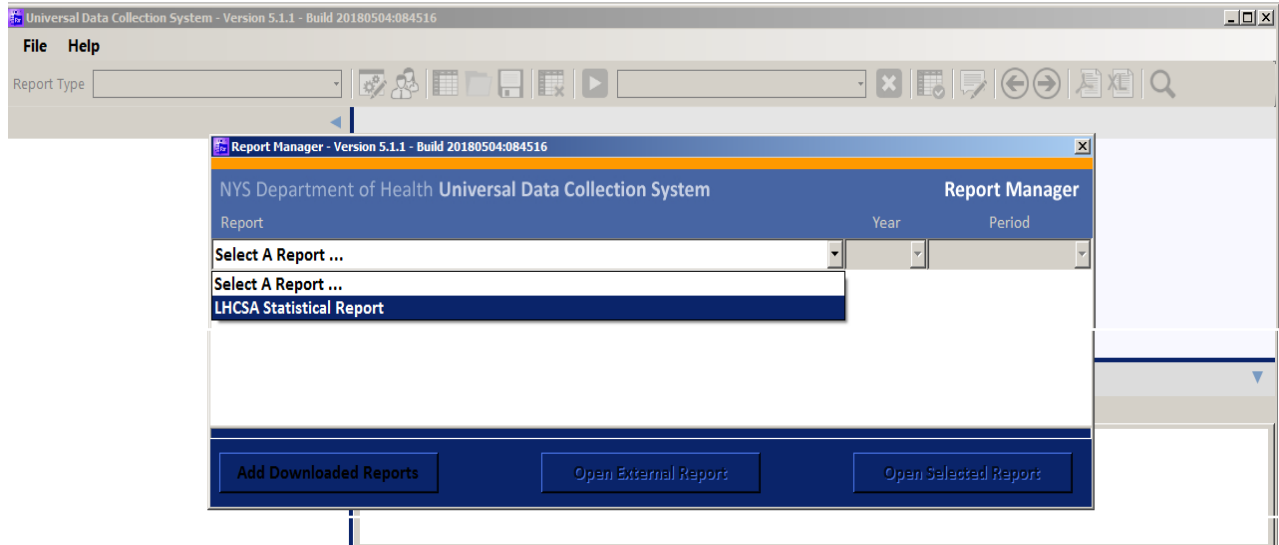 Universal Data Collection System - Version 5.1.1 - Build 20180504:084516
File Help
Report Type
Report Manager - Version 5.1.1 - Build 20180504:084516
NYS Department of Health Universal Data Collection System
Report Manager
Report Year Period
Select A Report ...
Select A Report ...
LHCSA Statistical Report
Add Downloaded Reports Open External Report Open Selected Report